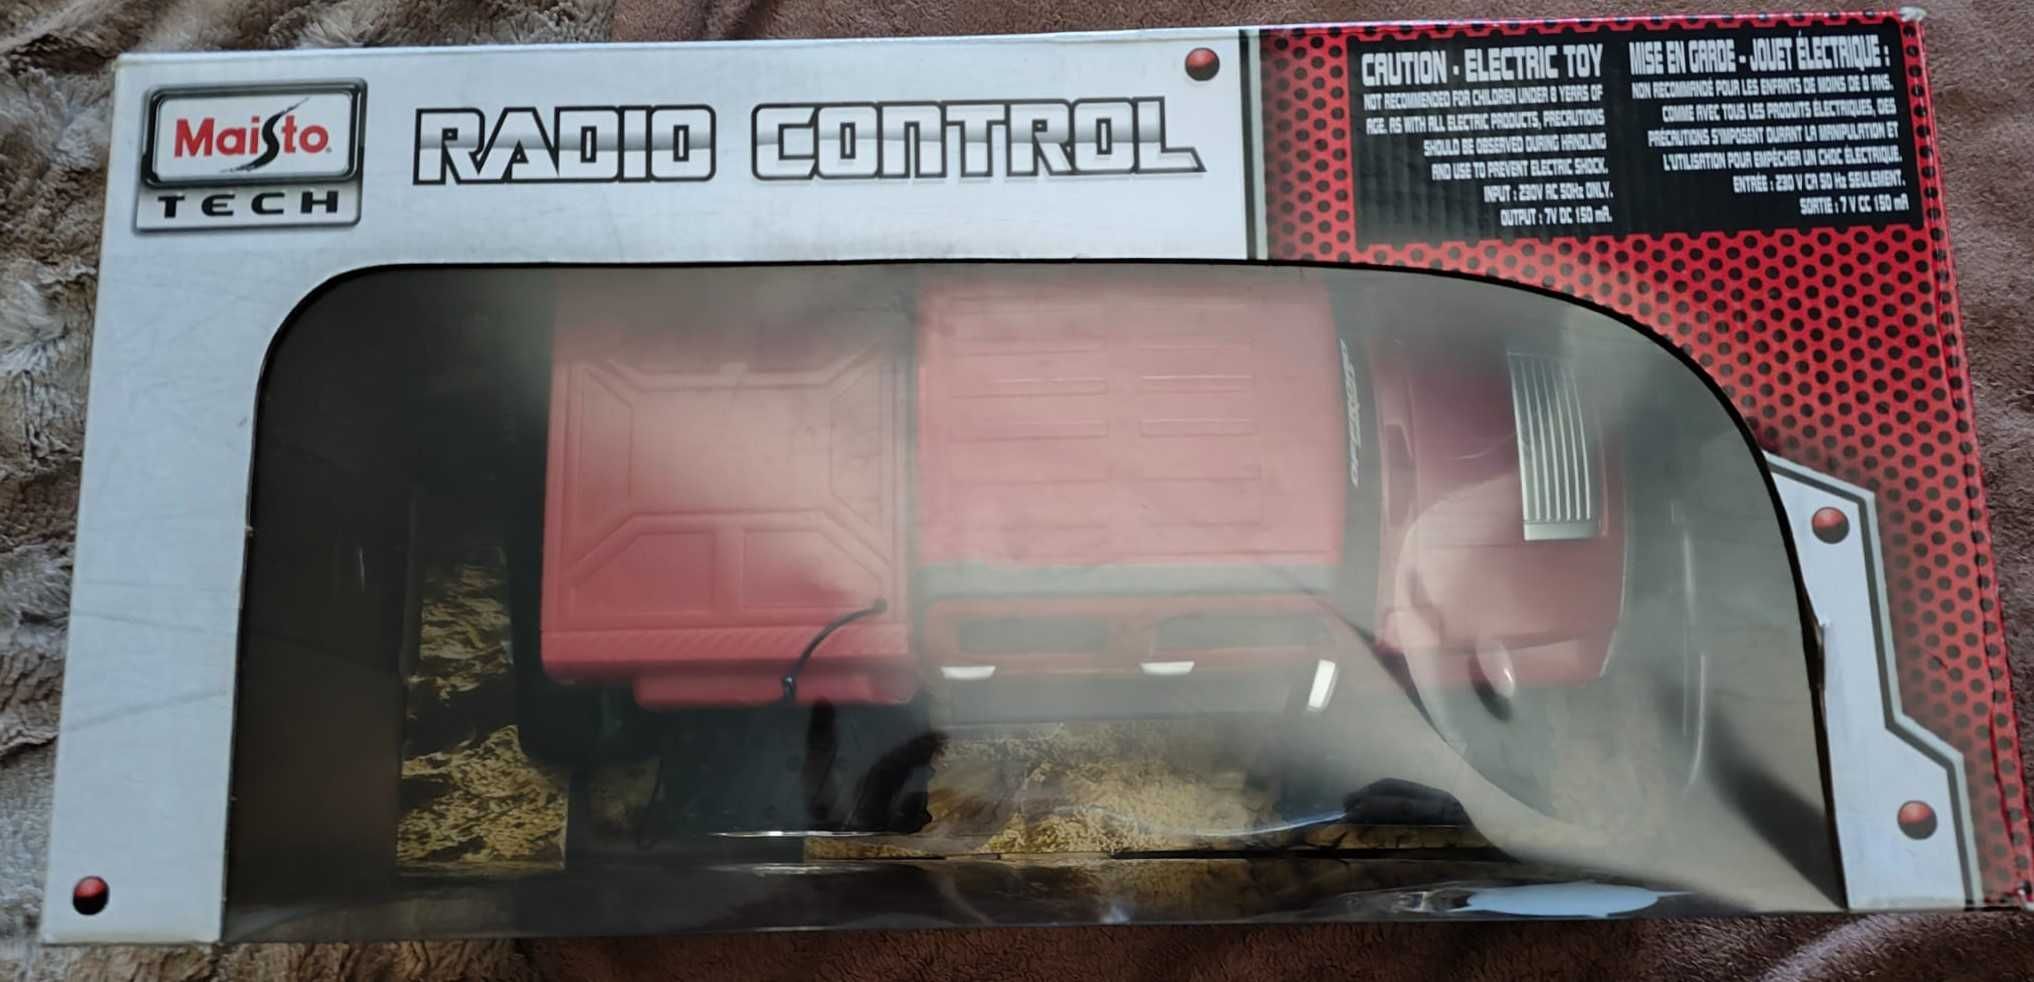 Maisto
TECH
RADIO CONTROL
CAUTION - ELECTRIC TOY
NOT RECOMMENDED FOR CHILDREN UNDER 8 YEARS OF
AGE. AS WITH ALL ELECTRIC PRODUCTS, PRECAUTIONS
SHOULD BE OBSERVED DURING HANDLING
AND USE TO PREVENT ELECTRIC SHOCK.
INPUT : 230V AC 50Hz ONLY.
OUTPUT : 7V DC 150 mA.
MISE EN GARDE - JOUET ÉLECTRIQUE :
NON RECOMMANDÉ POUR LES ENFANTS DE MOINS DE 8 ANS.
COMME AVEC TOUS LES PRODUITS ÉLECTRIQUES, DES
PRÉCAUTIONS S'IMPOSENT DURANT LA MANIPULATION ET
L'UTILISATION POUR EMPÊCHER UN CHOC ÉLECTRIQUE.
ENTRÉE : 230 V CA 50 Hz SEULEMENT.
SORTIE : 7 V CC 150 mA